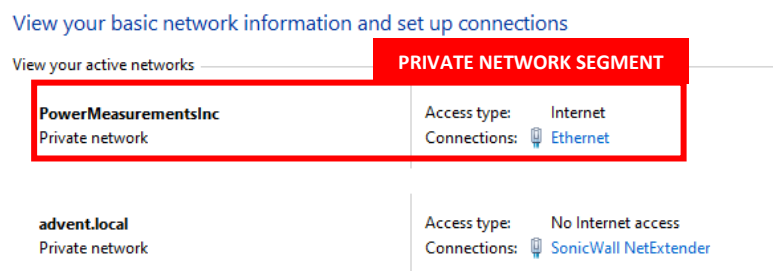 View your basic network information and set up connections
View your active networks
PRIVATE NETWORK SEGMENT
PowerMeasurementsInc
Private network
Access type: Internet
Connections: Ethernet
advent.local
Private network
Access type: No Internet access
Connections: SonicWall NetExtender